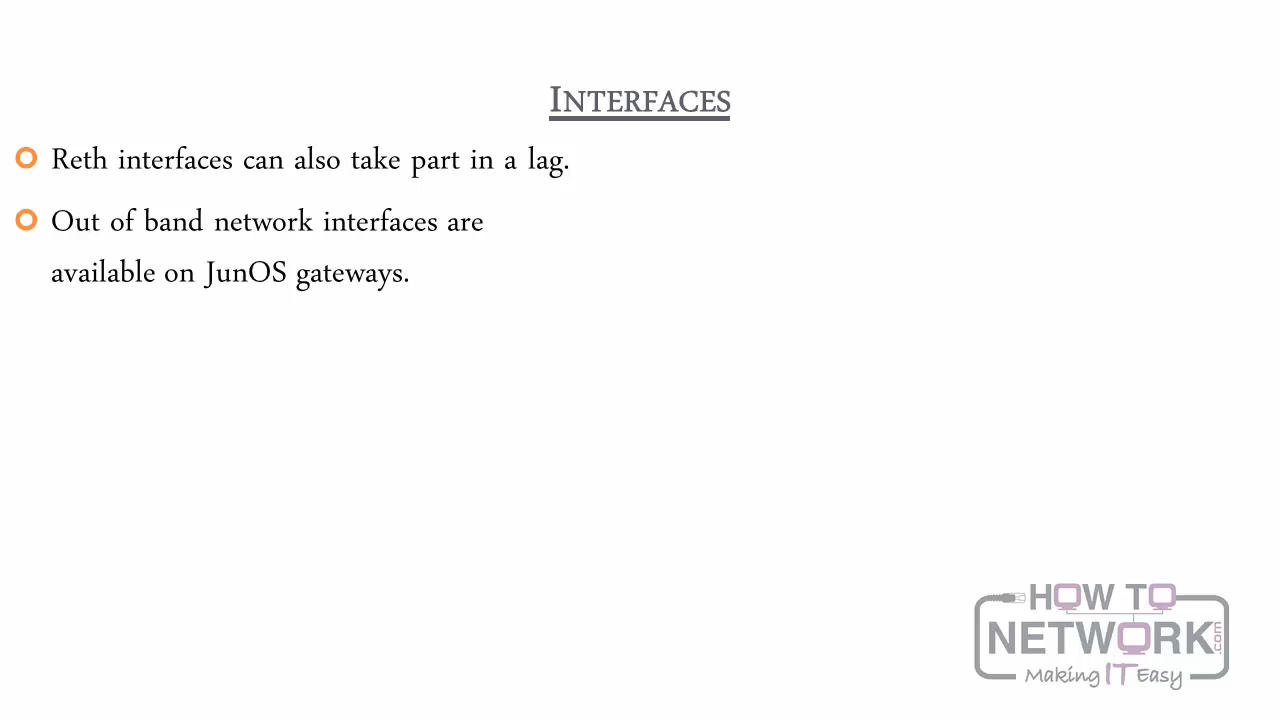 INTERFACES
Reth interfaces can also take part in a lag.
Out of band network interfaces are
available on JunOS gateways.
HOW TO
NETWORK.com
Making IT Easy